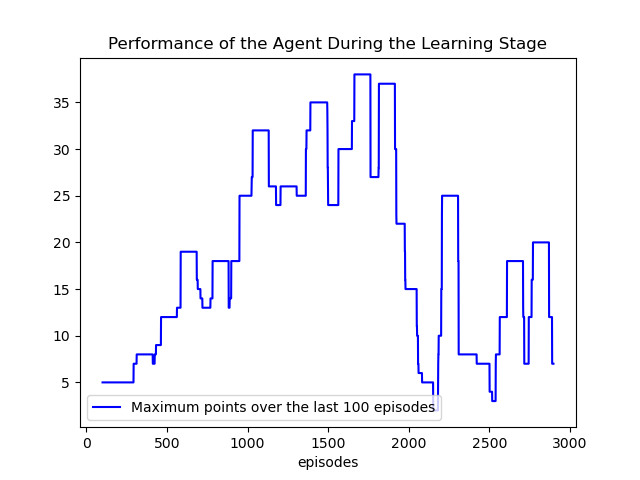 Performance of the Agent During the Learning Stage
35
30
25
20
15
10
5
Maximum points over the last 100 episodes
0 500 1000 1500 2000 2500 3000
episodes